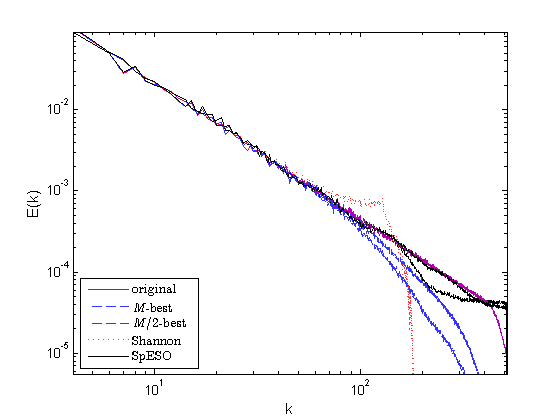 E(k)
10^-2
10^-3
10^-4
10^-5
original
M-best
M/2-best
Shannon
SpESO
10^1
10^2
k